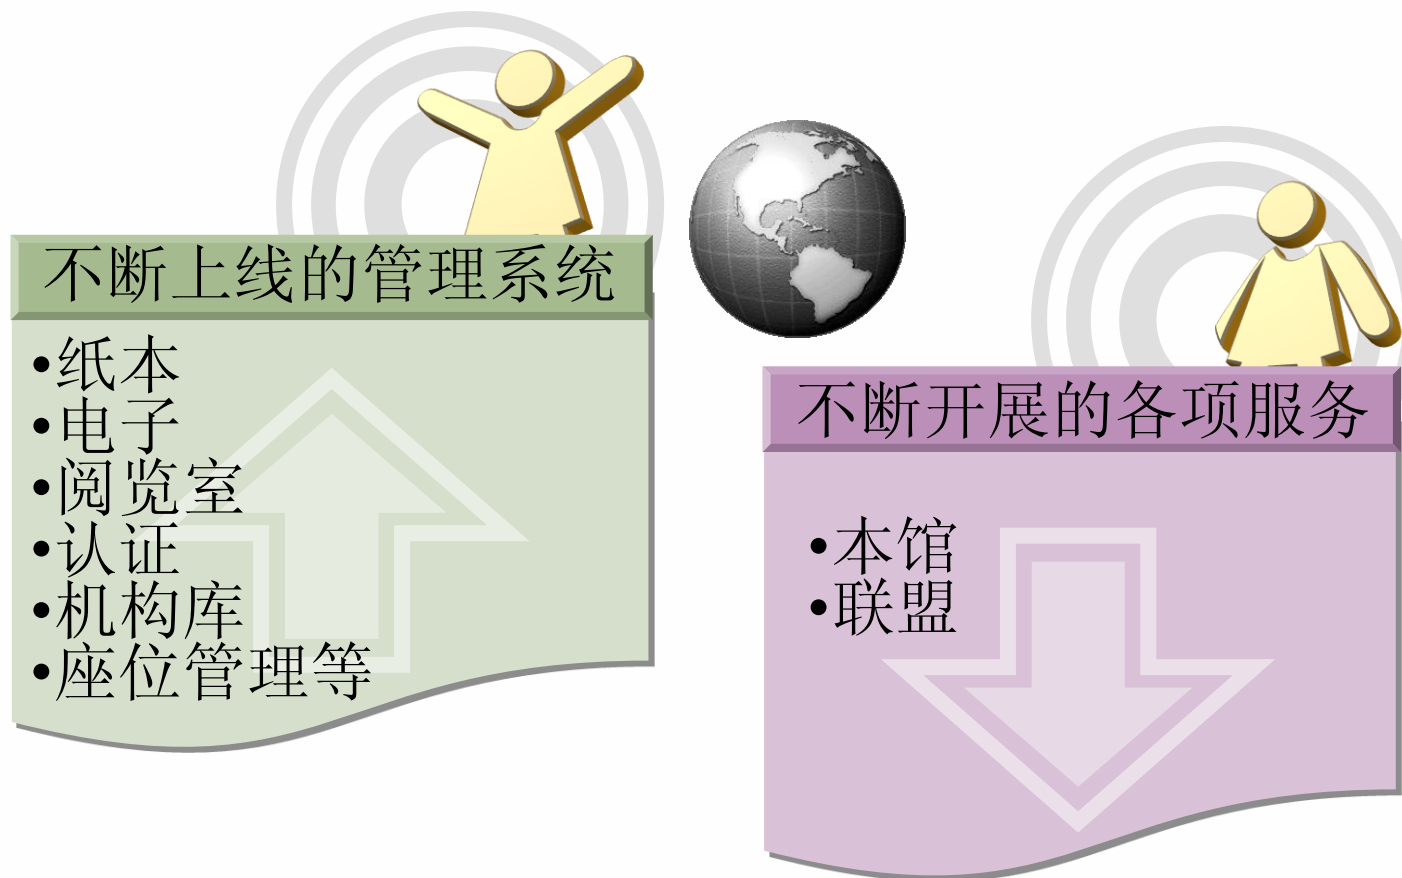 不断上线的管理系统
•纸本
•电子
•阅览室
•认证
•机构库
•座位管理等
不断开展的各项服务
•本馆
•联盟